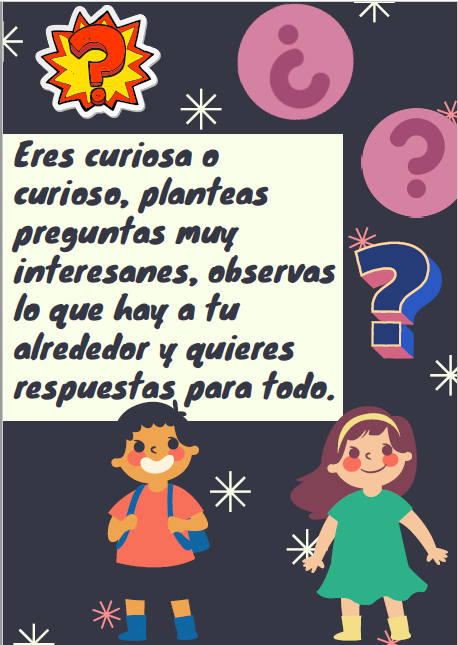 ?
¿
?
Eres curiosa o
curioso, planteas
preguntas muy
interesanes, observas
?
lo que hay a tu
alrededor y quieres
respuestas para todo.